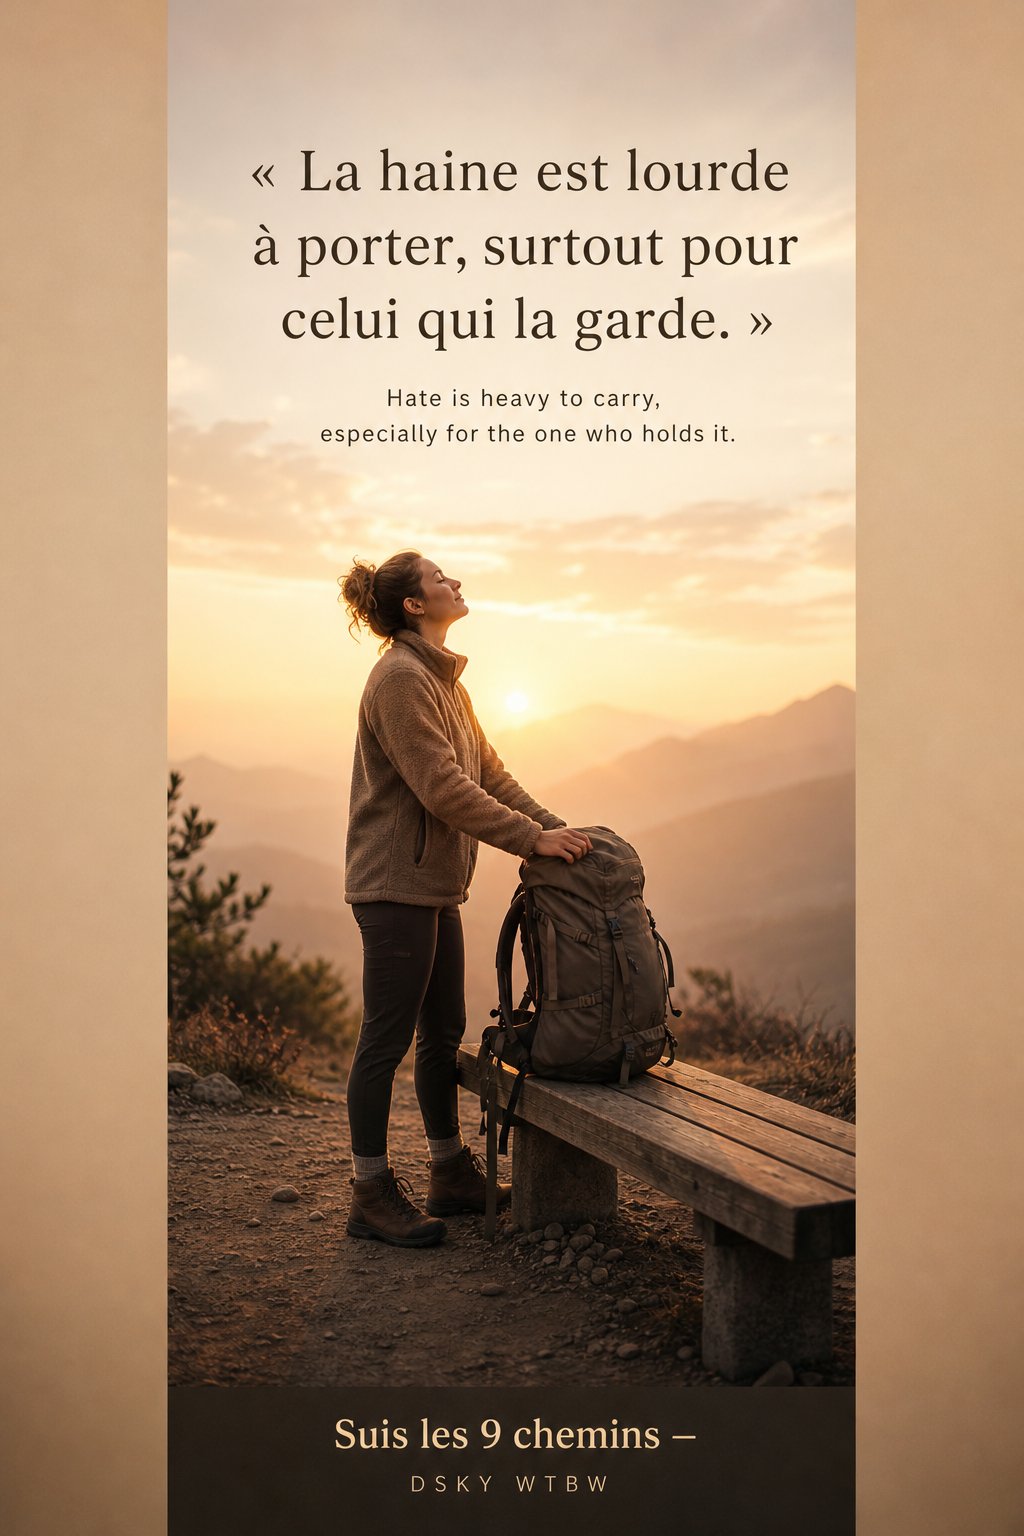 « La haine est lourde
à porter, surtout pour
celui qui la garde. »
Hate is heavy to carry,
especially for the one who holds it.
Suis les 9 chemins –
DSKY WTBW